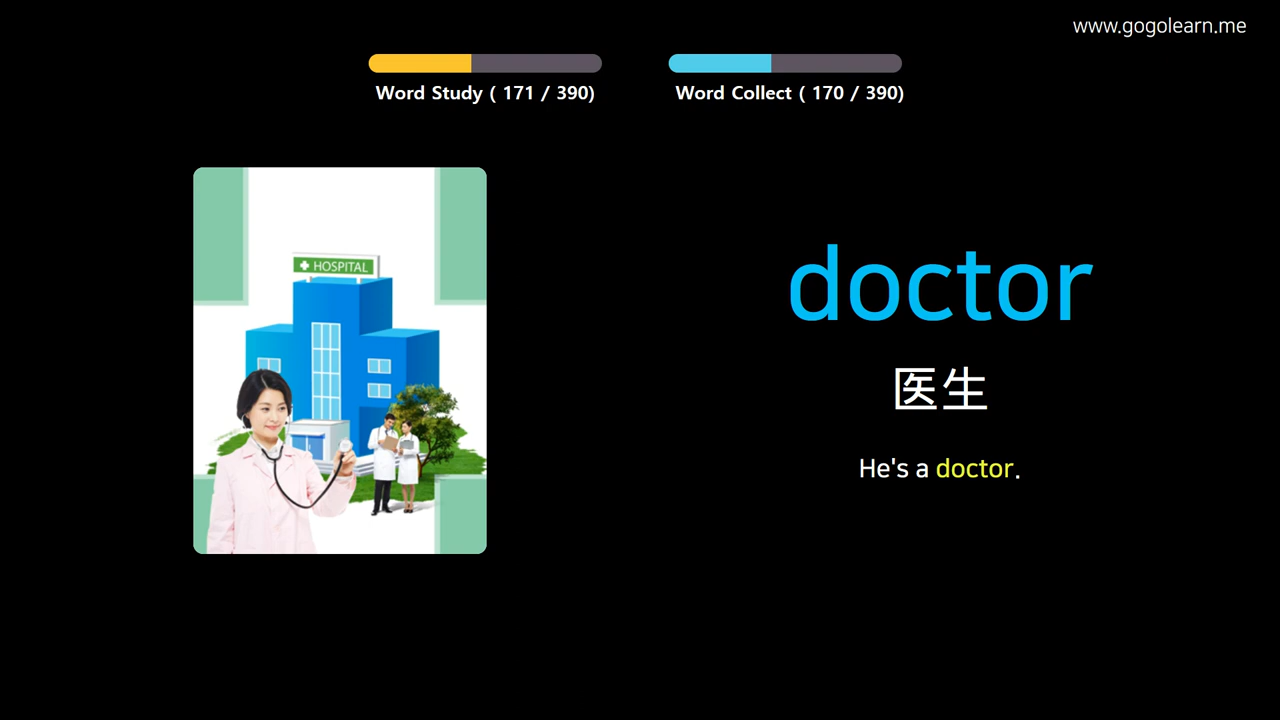 www.gogolearn.me
Word Study ( 171 / 390)
Word Collect ( 170 / 390)
HOSPITAL
doctor
医生
He's a doctor.